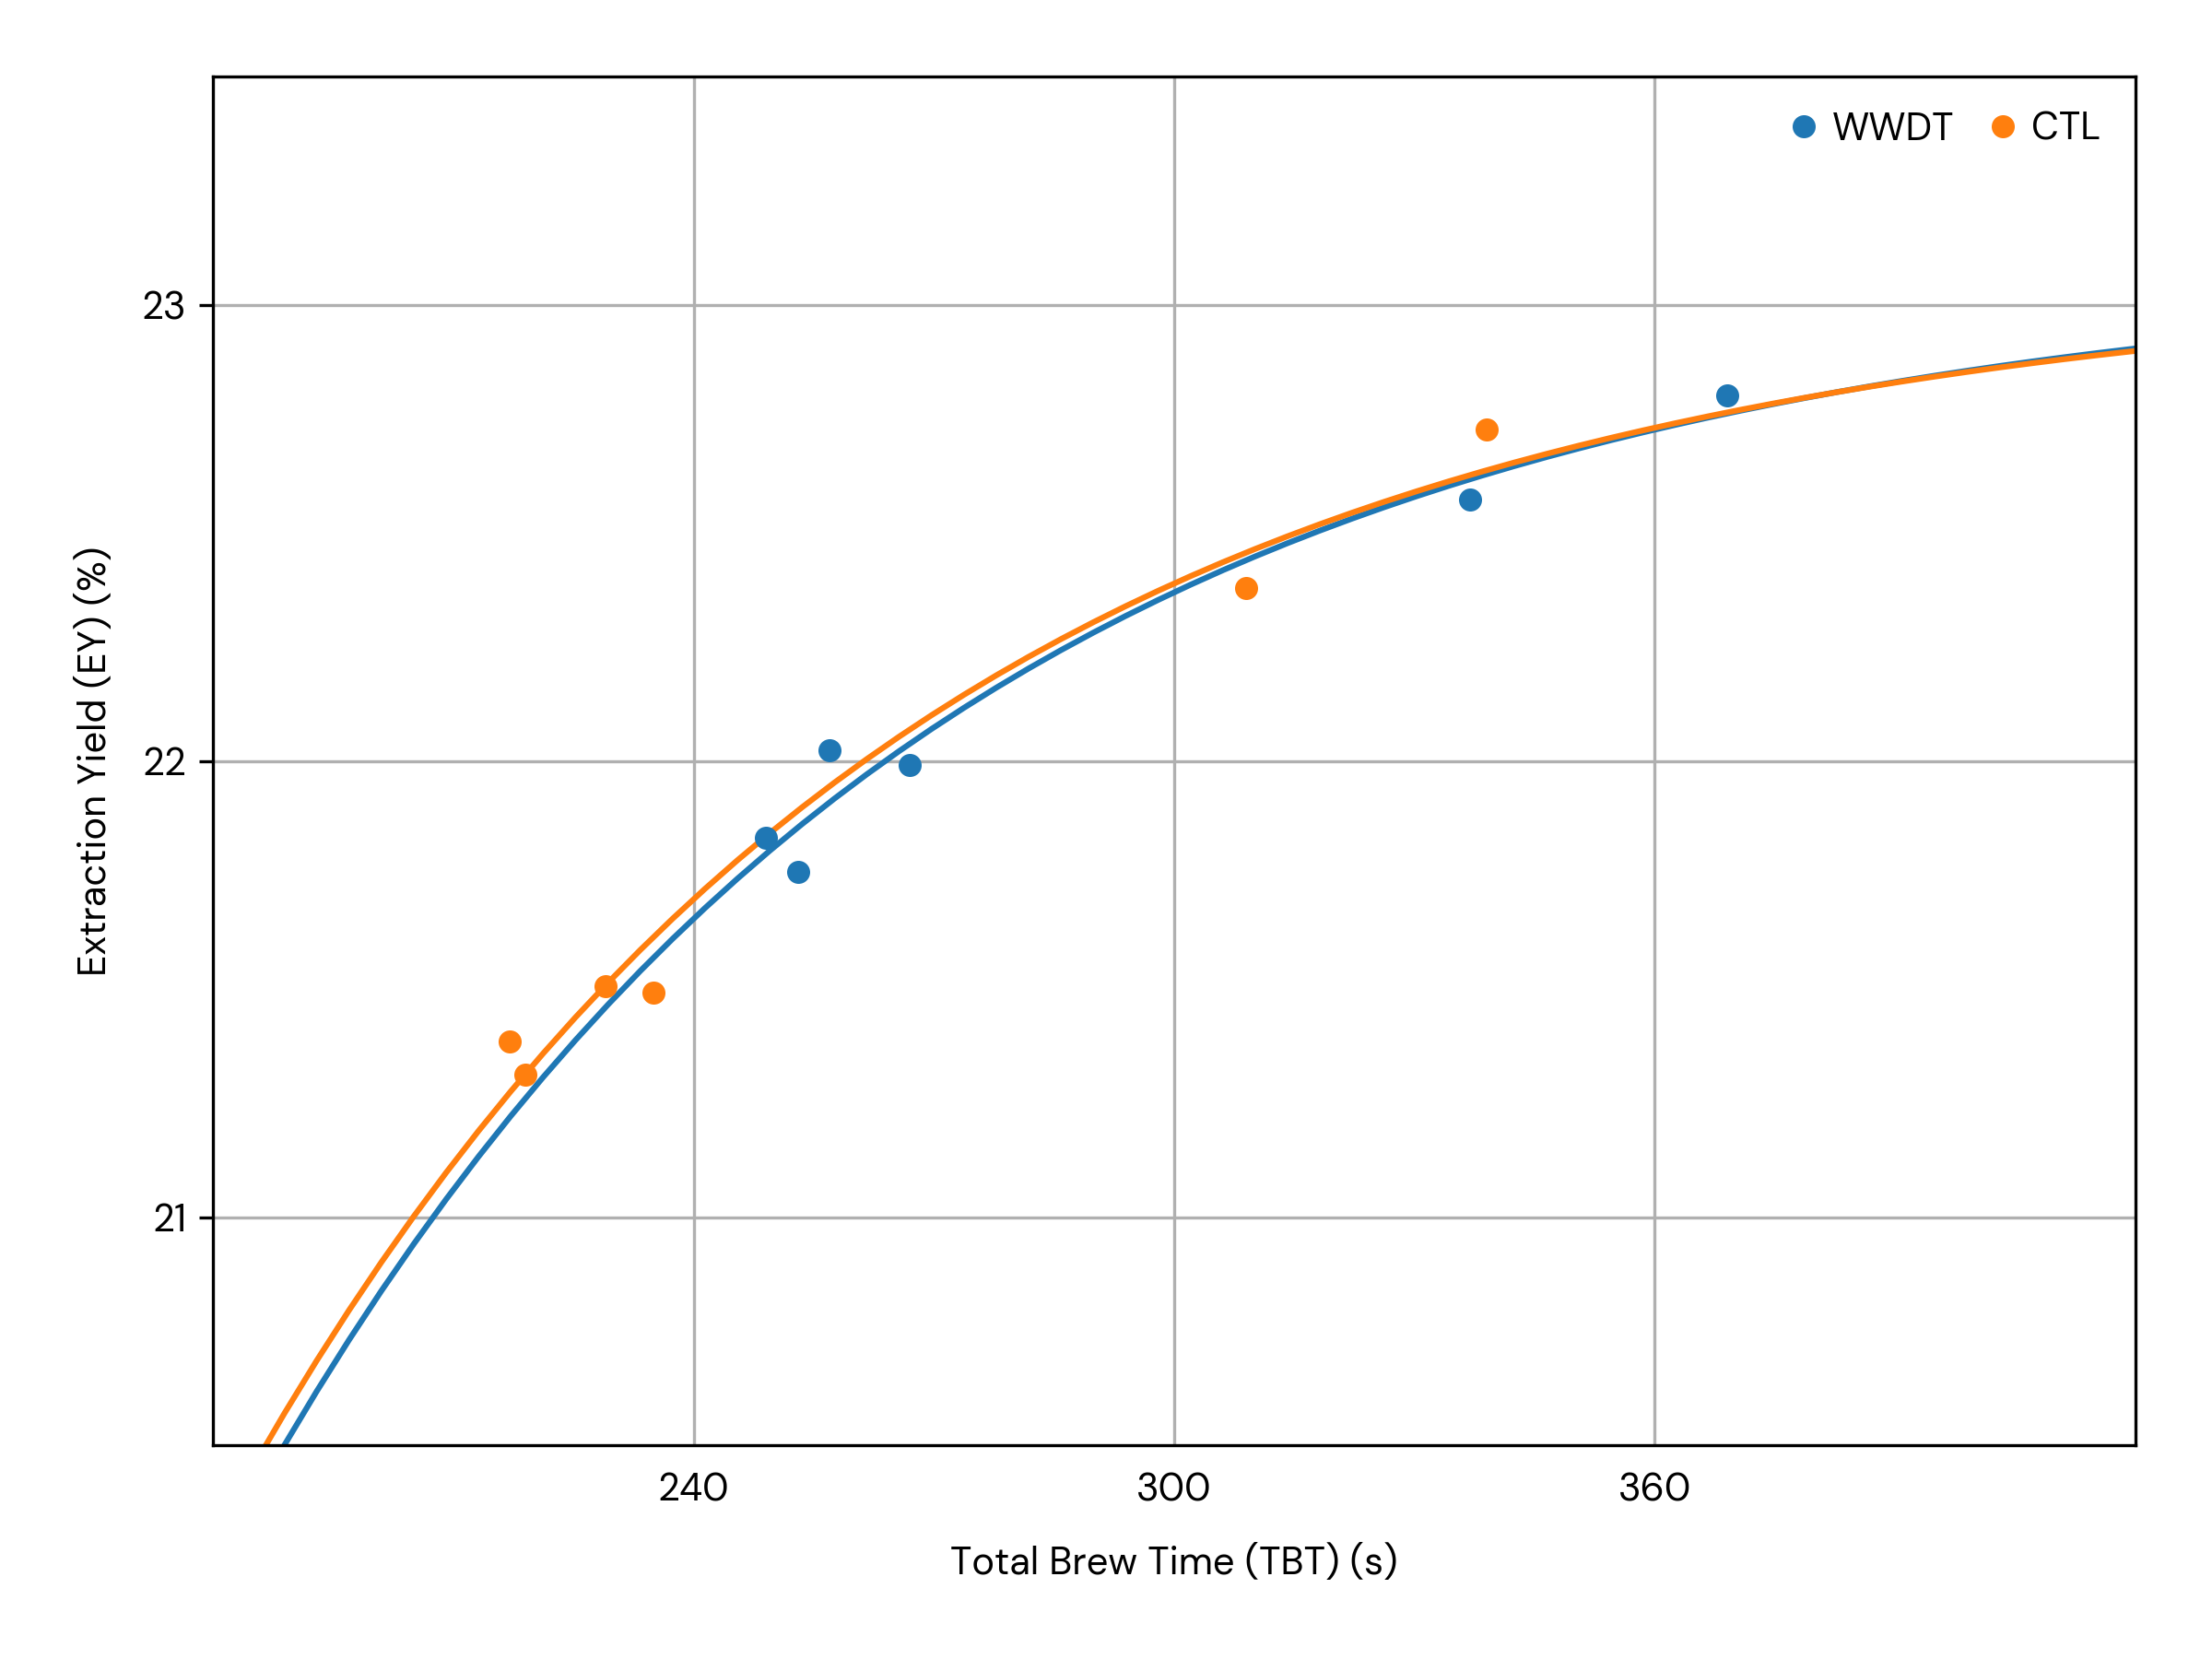 WWDT CTL
23
22
21
Extraction Yield (EY) (%)
240 300 360
Total Brew Time (TBT) (s)